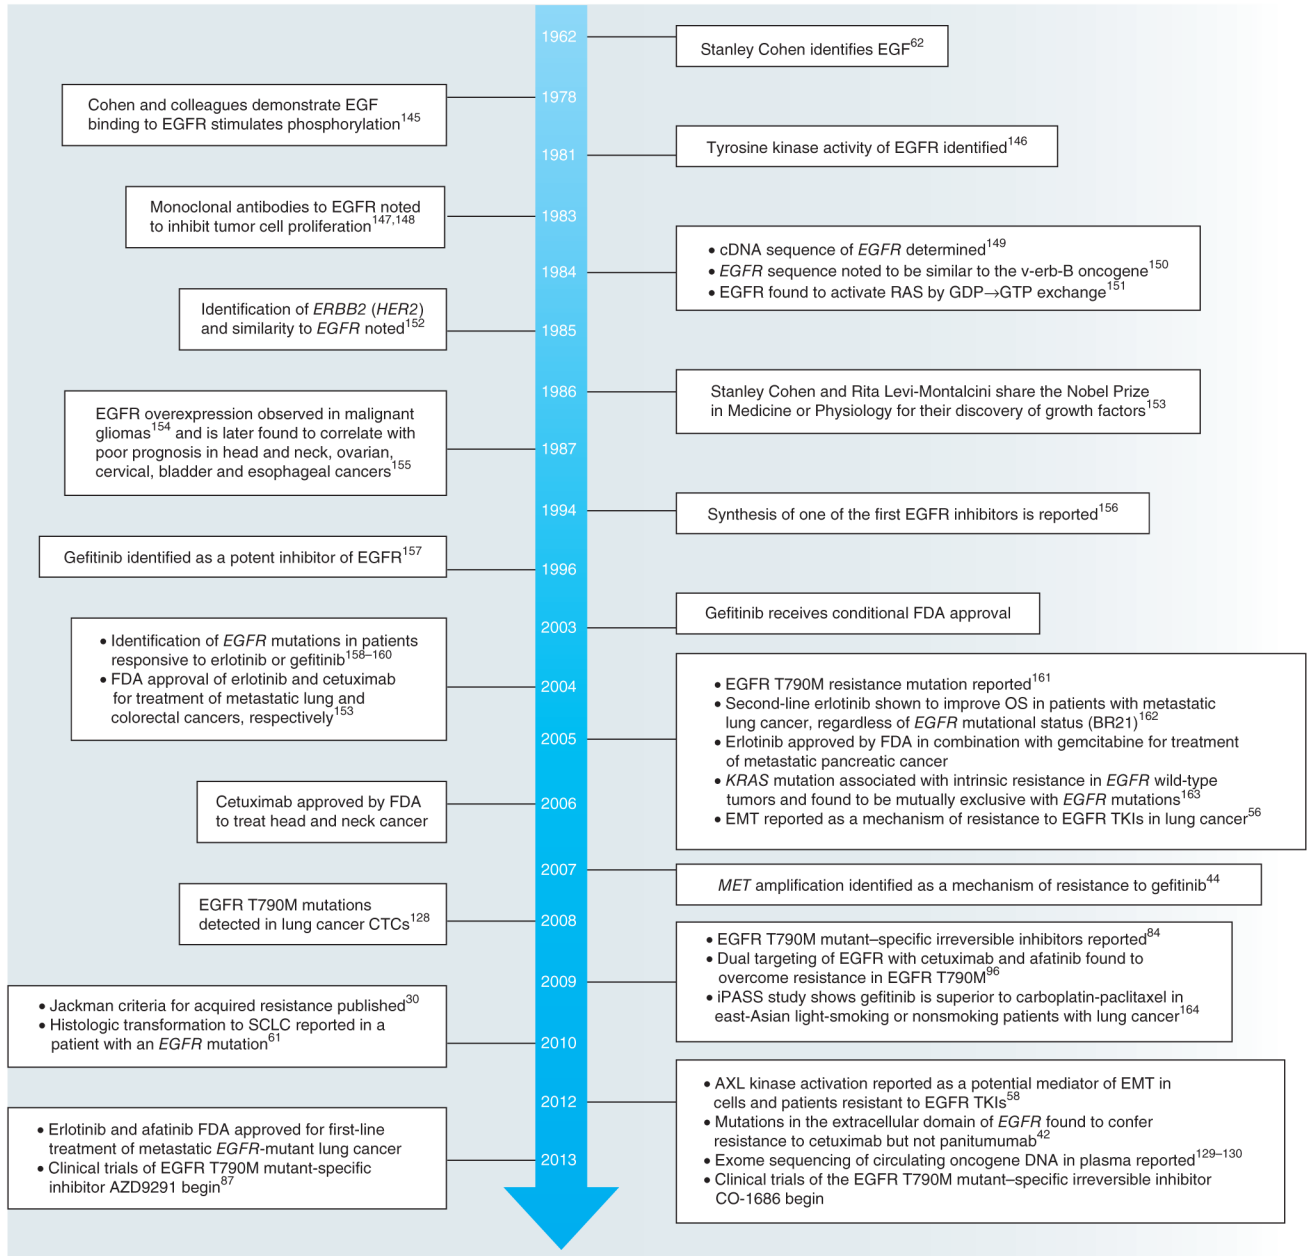 1962
Stanley Cohen identifies EGF62
1978
Cohen and colleagues demonstrate EGF
binding to EGFR stimulates phosphorylation145
1981
Tyrosine kinase activity of EGFR identified146
1983
Monoclonal antibodies to EGFR noted
to inhibit tumor cell proliferation147,148
1984
• cDNA sequence of EGFR determined149
• EGFR sequence noted to be similar to the v-erb-B oncogene150
• EGFR found to activate RAS by GDP→GTP exchange151
1985
Identification of ERBB2 (HER2)
and similarity to EGFR noted152
1986
Stanley Cohen and Rita Levi-Montalcini share the Nobel Prize
in Medicine or Physiology for their discovery of growth factors153
1987
EGFR overexpression observed in malignant
gliomas154 and is later found to correlate with
poor prognosis in head and neck, ovarian,
cervical, bladder and esophageal cancers155
1994
Synthesis of one of the first EGFR inhibitors is reported156
1996
Gefitinib identified as a potent inhibitor of EGFR157
2003
Gefitinib receives conditional FDA approval
2004
• Identification of EGFR mutations in patients
responsive to erlotinib or gefitinib158–160
• FDA approval of erlotinib and cetuximab
for treatment of metastatic lung and
colorectal cancers, respectively153
2005
• EGFR T790M resistance mutation reported161
• Second-line erlotinib shown to improve OS in patients with metastatic
lung cancer, regardless of EGFR mutational status (BR21)162
• Erlotinib approved by FDA in combination with gemcitabine for treatment
of metastatic pancreatic cancer
• KRAS mutation associated with intrinsic resistance in EGFR wild-type
tumors and found to be mutually exclusive with EGFR mutations163
• EMT reported as a mechanism of resistance to EGFR TKIs in lung cancer56
2006
Cetuximab approved by FDA
to treat head and neck cancer
2007
MET amplification identified as a mechanism of resistance to gefitinib44
2008
EGFR T790M mutations
detected in lung cancer CTCs128
2009
• EGFR T790M mutant–specific irreversible inhibitors reported84
• Dual targeting of EGFR with cetuximab and afatinib found to
overcome resistance in EGFR T790M96
• iPASS study shows gefitinib is superior to carboplatin-paclitaxel in
east-Asian light-smoking or nonsmoking patients with lung cancer164
2010
• Jackman criteria for acquired resistance published30
• Histologic transformation to SCLC reported in a
patient with an EGFR mutation61
2012
• AXL kinase activation reported as a potential mediator of EMT in
cells and patients resistant to EGFR TKIs58
• Mutations in the extracellular domain of EGFR found to confer
resistance to cetuximab but not panitumumab42
• Exome sequencing of circulating oncogene DNA in plasma reported129–130
• Clinical trials of the EGFR T790M mutant–specific irreversible inhibitor
CO-1686 begin
2013
• Erlotinib and afatinib FDA approved for first-line
treatment of metastatic EGFR-mutant lung cancer
• Clinical trials of EGFR T790M mutant-specific
inhibitor AZD9291 begin87